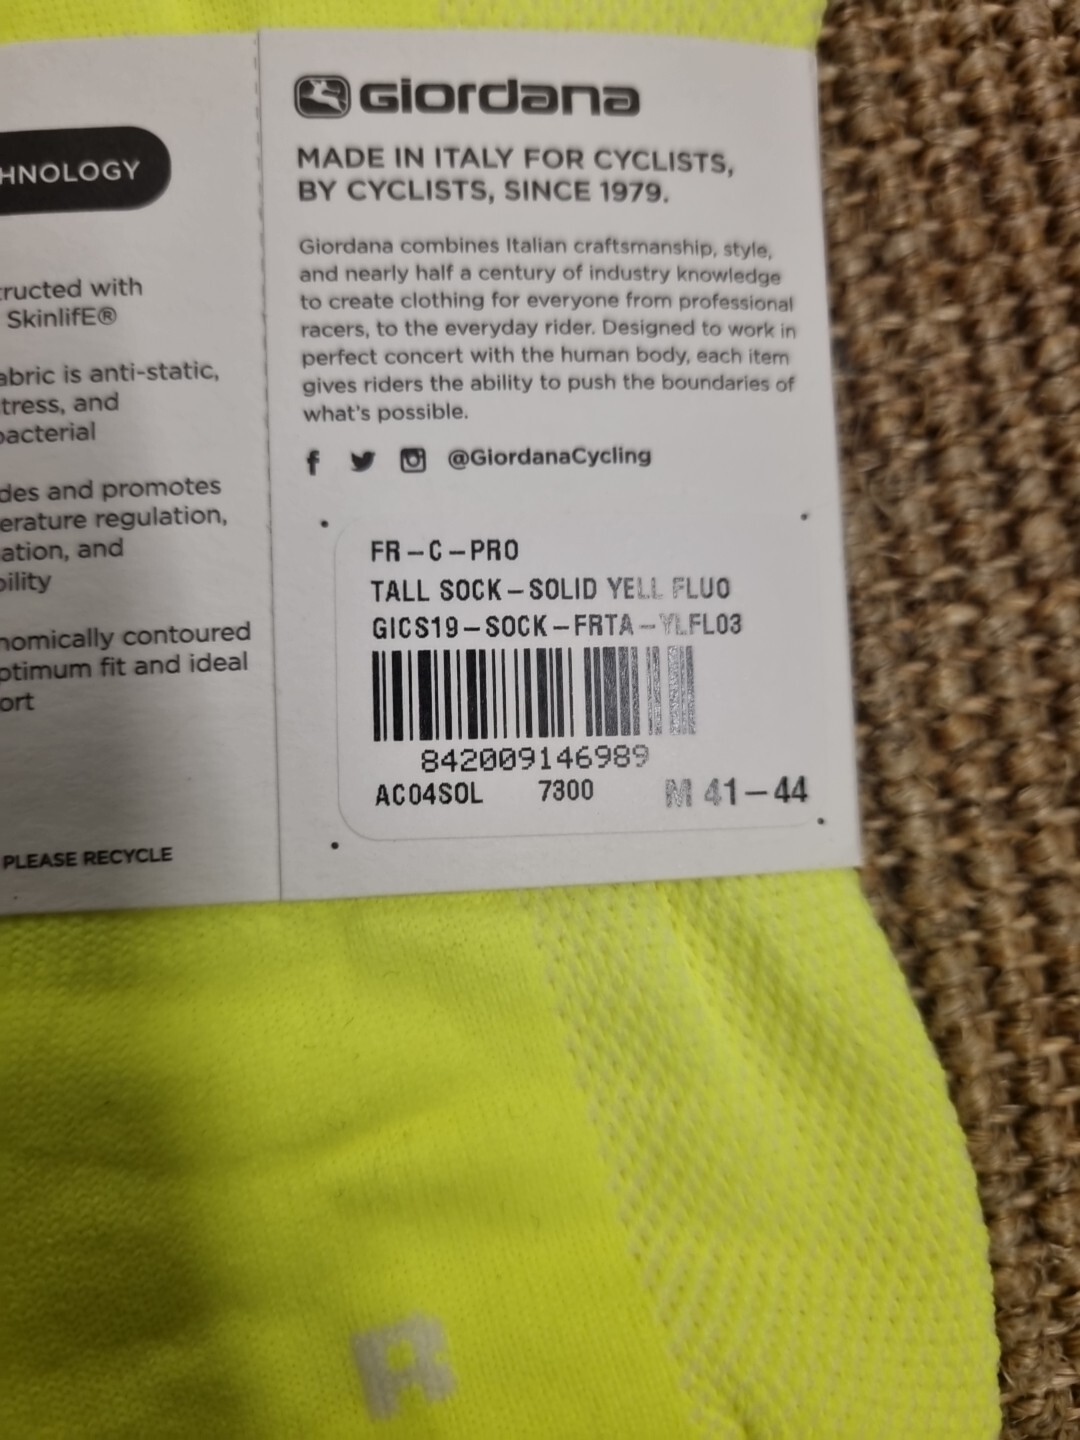 HNOLOGY
tructed with
SkinlifE®
abric is anti-static,
tress, and
bacterial
des and promotes
erature regulation,
ation, and
bility
nomically contoured
ptimum fit and ideal
ort
PLEASE RECYCLE
Giordana
MADE IN ITALY FOR CYCLISTS,
BY CYCLISTS, SINCE 1979.
Giordana combines Italian craftsmanship, style,
and nearly half a century of industry knowledge
to create clothing for everyone from professional
racers, to the everyday rider. Designed to work in
perfect concert with the human body, each item
gives riders the ability to push the boundaries of
what's possible.
@GiordanaCycling
FR-C-PRO
TALL SOCK-SOLID YELL FLUO
GICS19-SOCK-FRTA-YLFL03
842009146989
AC04SOL 7300 M 41-44
R